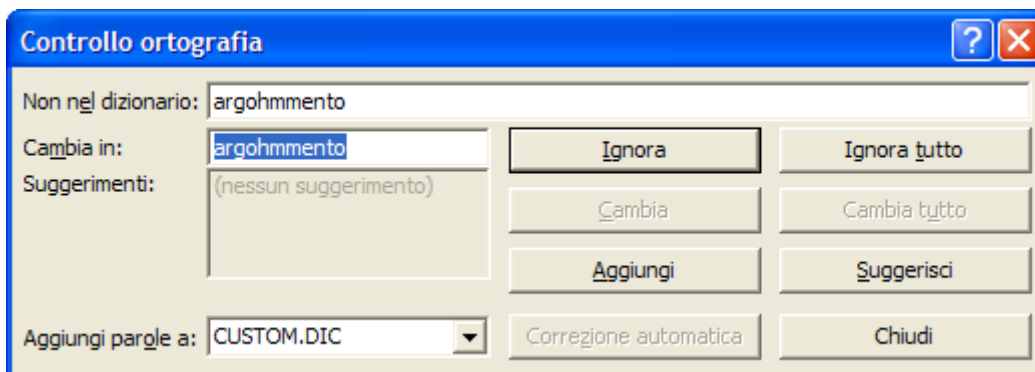 Controllo ortografia
Non nel dizionario: argohmmento
Cambia in: argohmmento Ignora Ignora tutto
Suggerimenti: (nessun suggerimento)
Cambia Cambia tutto
Aggiungi Suggerisci
Aggiungi parole a: CUSTOM.DIC Correzione automatica Chiudi